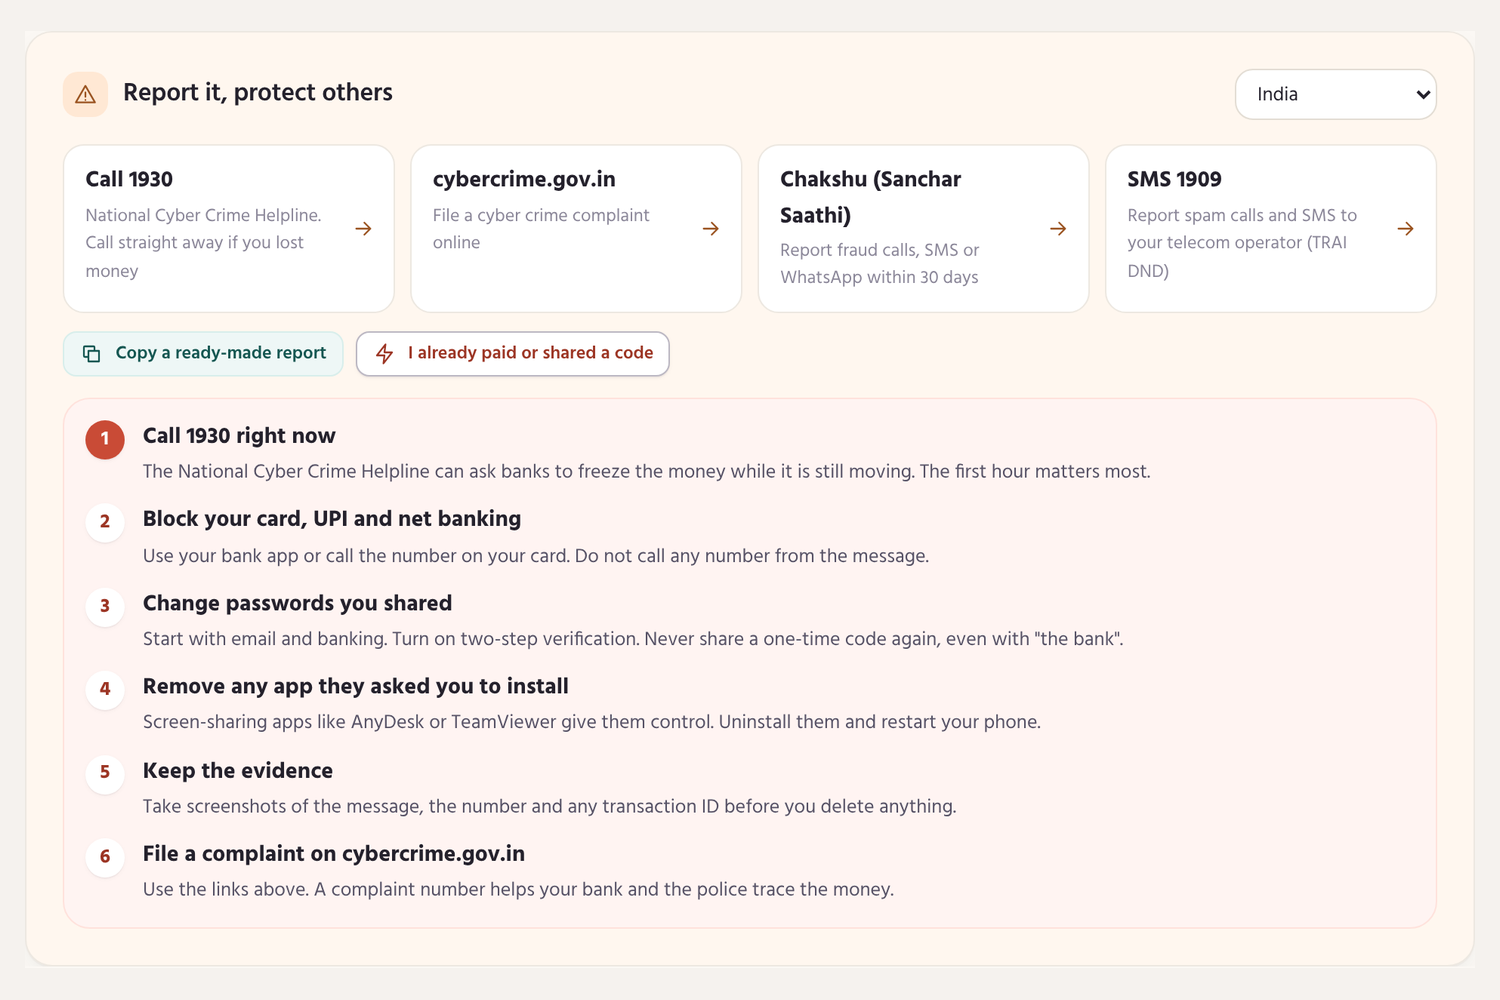 Report it, protect others
India
Call 1930
National Cyber Crime Helpline.
Call straight away if you lost
money
cybercrime.gov.in
File a cyber crime complaint
online
Chakshu (Sanchar
Saathi)
Report fraud calls, SMS or
WhatsApp within 30 days
SMS 1909
Report spam calls and SMS to
your telecom operator (TRAI
DND)
Copy a ready-made report
I already paid or shared a code
1
Call 1930 right now
The National Cyber Crime Helpline can ask banks to freeze the money while it is still moving. The first hour matters most.
2
Block your card, UPI and net banking
Use your bank app or call the number on your card. Do not call any number from the message.
3
Change passwords you shared
Start with email and banking. Turn on two-step verification. Never share a one-time code again, even with "the bank".
4
Remove any app they asked you to install
Screen-sharing apps like AnyDesk or TeamViewer give them control. Uninstall them and restart your phone.
5
Keep the evidence
Take screenshots of the message, the number and any transaction ID before you delete anything.
6
File a complaint on cybercrime.gov.in
Use the links above. A complaint number helps your bank and the police trace the money.